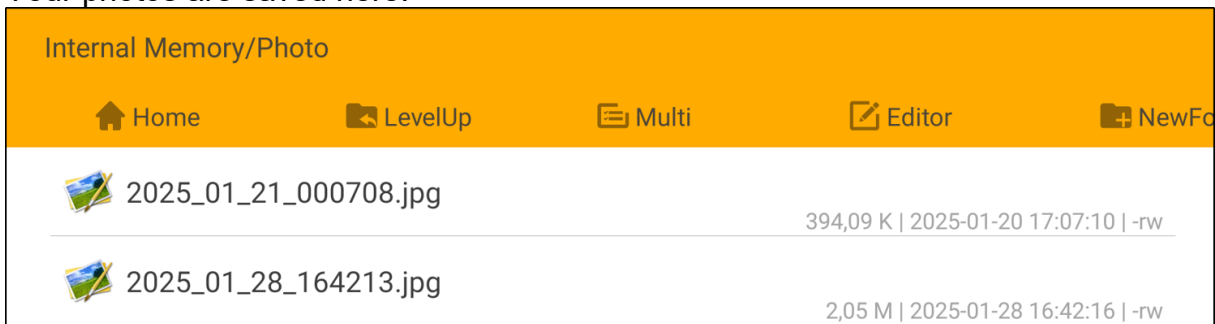 Internal Memory/Photo
Home LevelUp Multi Editor NewFo
2025_01_21_000708.jpg
394,09 K | 2025-01-20 17:07:10 | -rw
2025_01_28_164213.jpg
2,05 M | 2025-01-28 16:42:16 | -rw